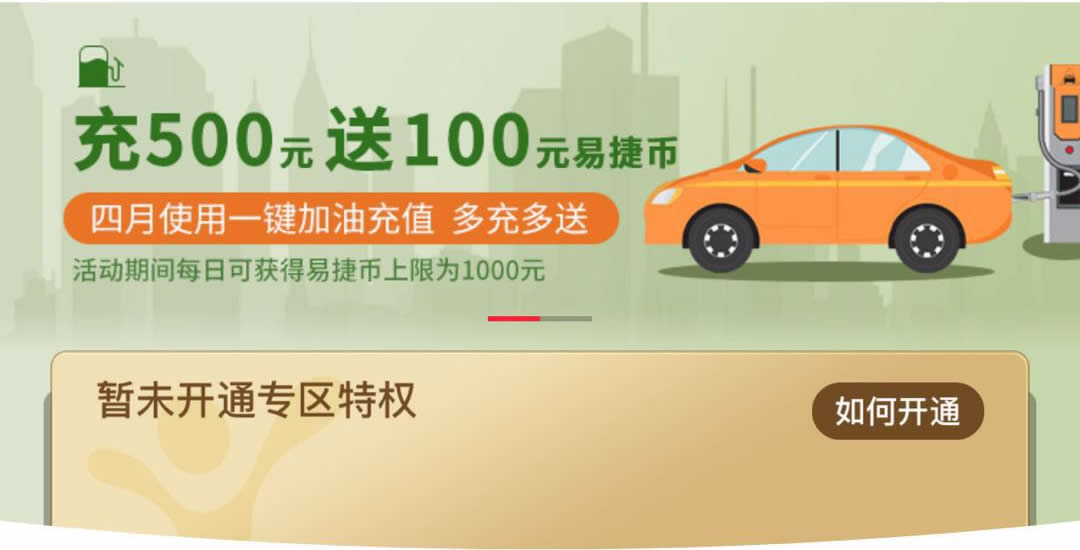 充500元 送100元易捷币
四月使用一键加油充值 多充多送
活动期间每日可获得易捷币上限为1000元
暂未开通专区特权
如何开通